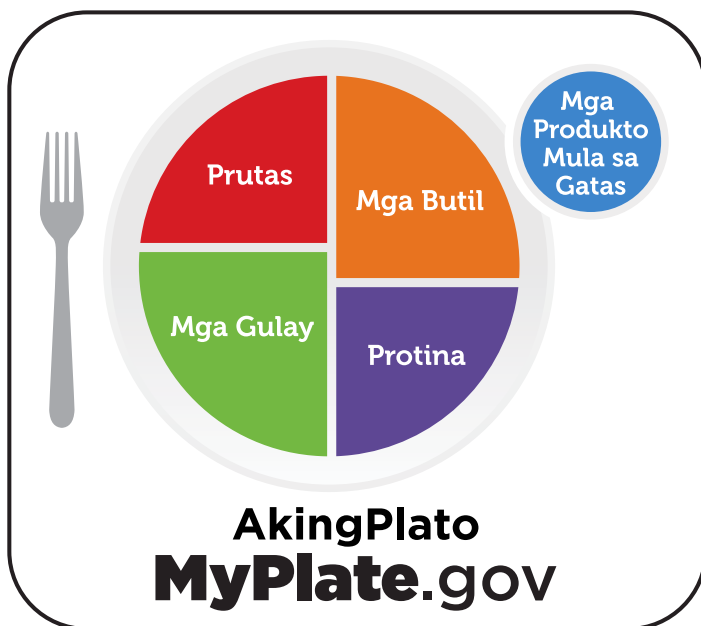 Prutas
Mga Butil
Mga
Produkto
Mula sa
Gatas
Mga Gulay
Protina
AkingPlato
MyPlate.gov